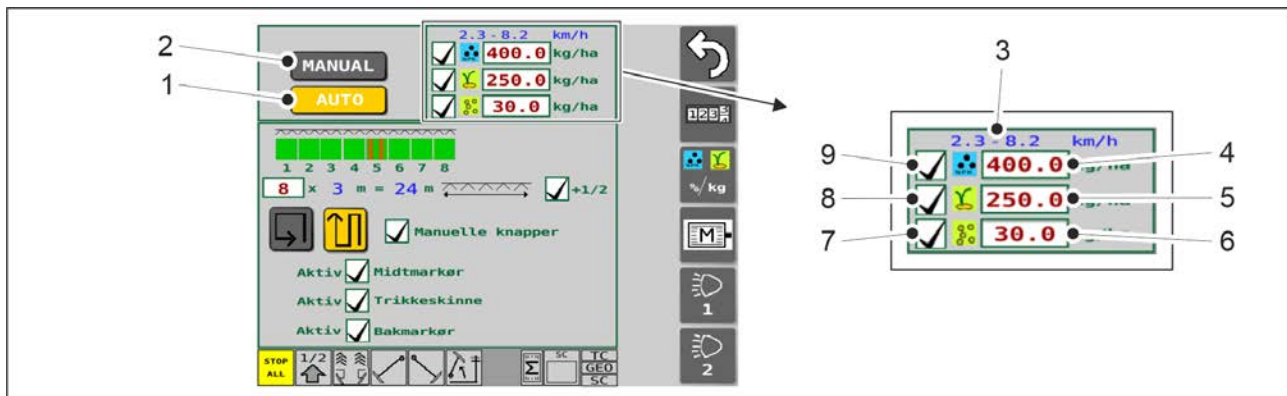 2
1
MANUAL
AUTO
2.3 - 8.2 km/h
NPK 400.0 kg/ha
250.0 kg/ha
30.0 kg/ha
1 2 3 4 5 6 7 8
8 x 3 m = 24 m +1/2
Manuelle knapper
Aktiv Midtmarkør
Aktiv Trikkeskinne
Aktiv Bakmarkør
STOP ALL
1/2
Σ
SC
TC
GEO
SC
%/kg
M
1
2
3
2.3 - 8.2 km/h
9 NPK 400.0 4
8 250.0 5
7 30.0 6